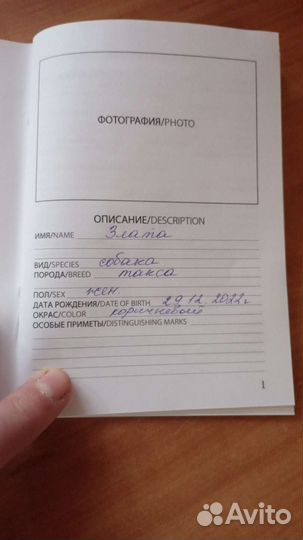 ФОТОГРАФИЯ/PHOTO
ОПИСАНИЕ/DESCRIPTION
ИМЯ/NAME Злата
ВИД/SPECIES собака
ПОРОДА/BREED такса
ПОЛ/SEX жен.
ДАТА РОЖДЕНИЯ/DATE OF BIRTH 29.12.2022г
ОКРАС/COLOR коричневый
ОСОБЫЕ ПРИМЕТЫ/DISTINGUISHING MARKS
1
Avito